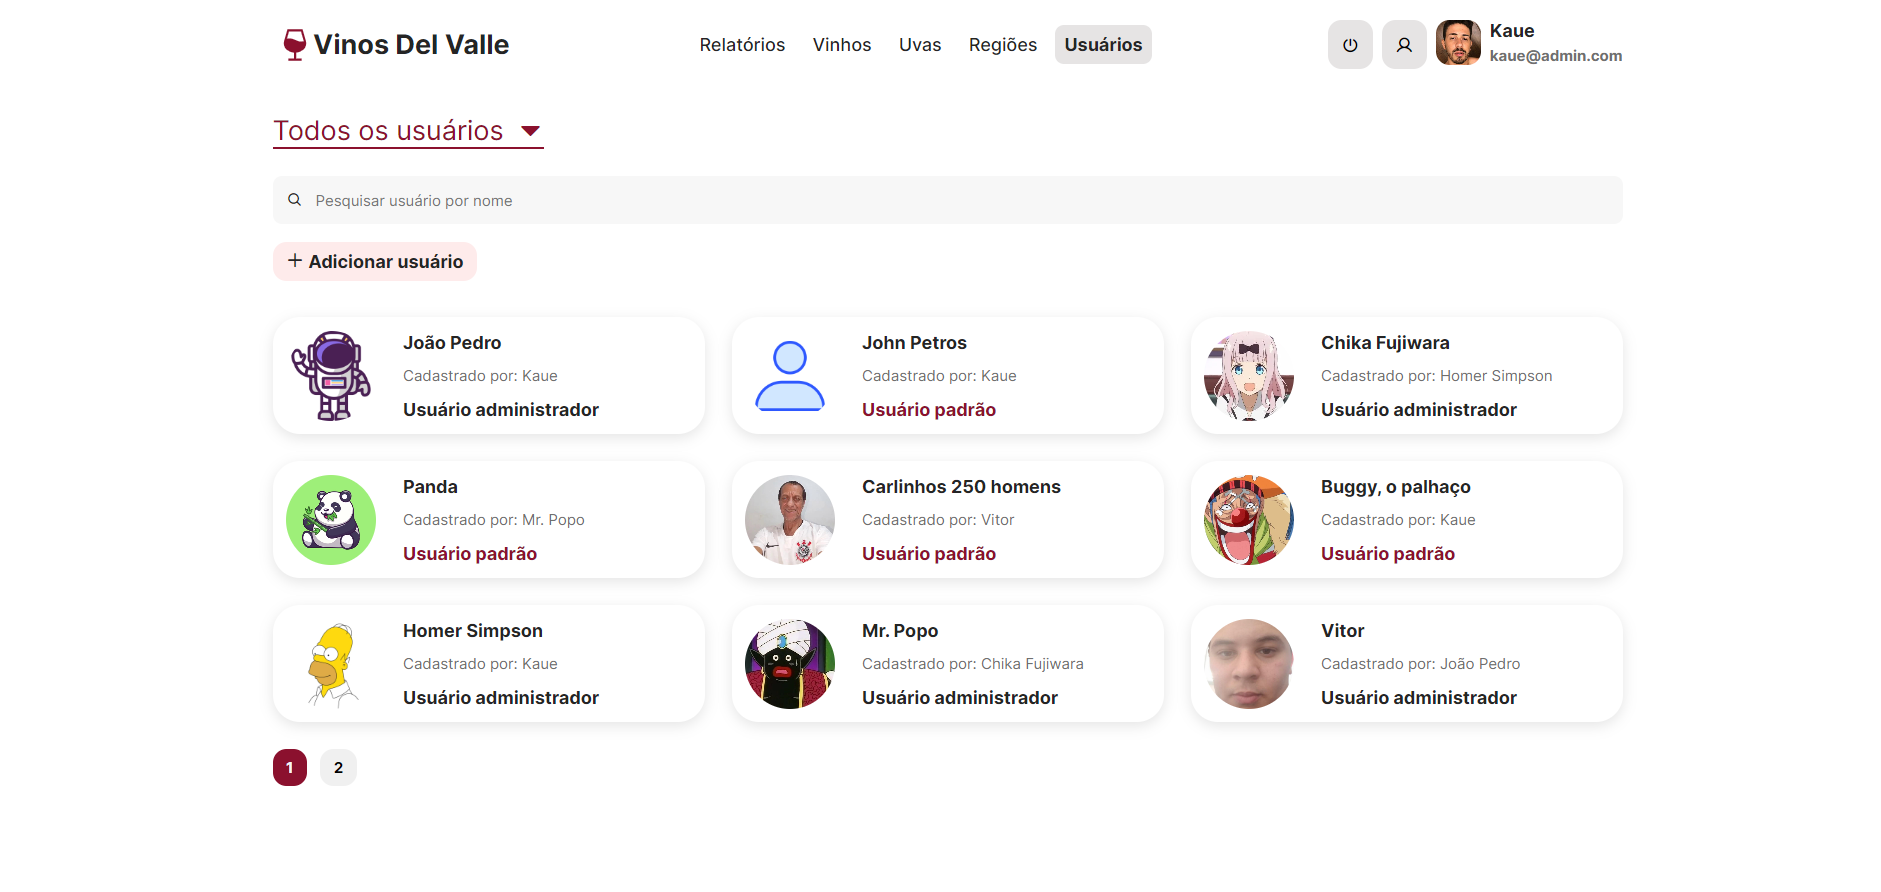 Vinos Del Valle
Relatórios
Vinhos
Uvas
Regiões
Usuários
Kaue
kaue@admin.com
Todos os usuários
Pesquisar usuário por nome
+ Adicionar usuário
João Pedro
Cadastrado por: Kaue
Usuário administrador
John Petros
Cadastrado por: Kaue
Usuário padrão
Chika Fujiwara
Cadastrado por: Homer Simpson
Usuário administrador
Panda
Cadastrado por: Mr. Popo
Usuário padrão
Carlinhos 250 homens
Cadastrado por: Vitor
Usuário padrão
Buggy, o palhaço
Cadastrado por: Kaue
Usuário padrão
Homer Simpson
Cadastrado por: Kaue
Usuário administrador
Mr. Popo
Cadastrado por: Chika Fujiwara
Usuário administrador
Vitor
Cadastrado por: João Pedro
Usuário administrador
1
2